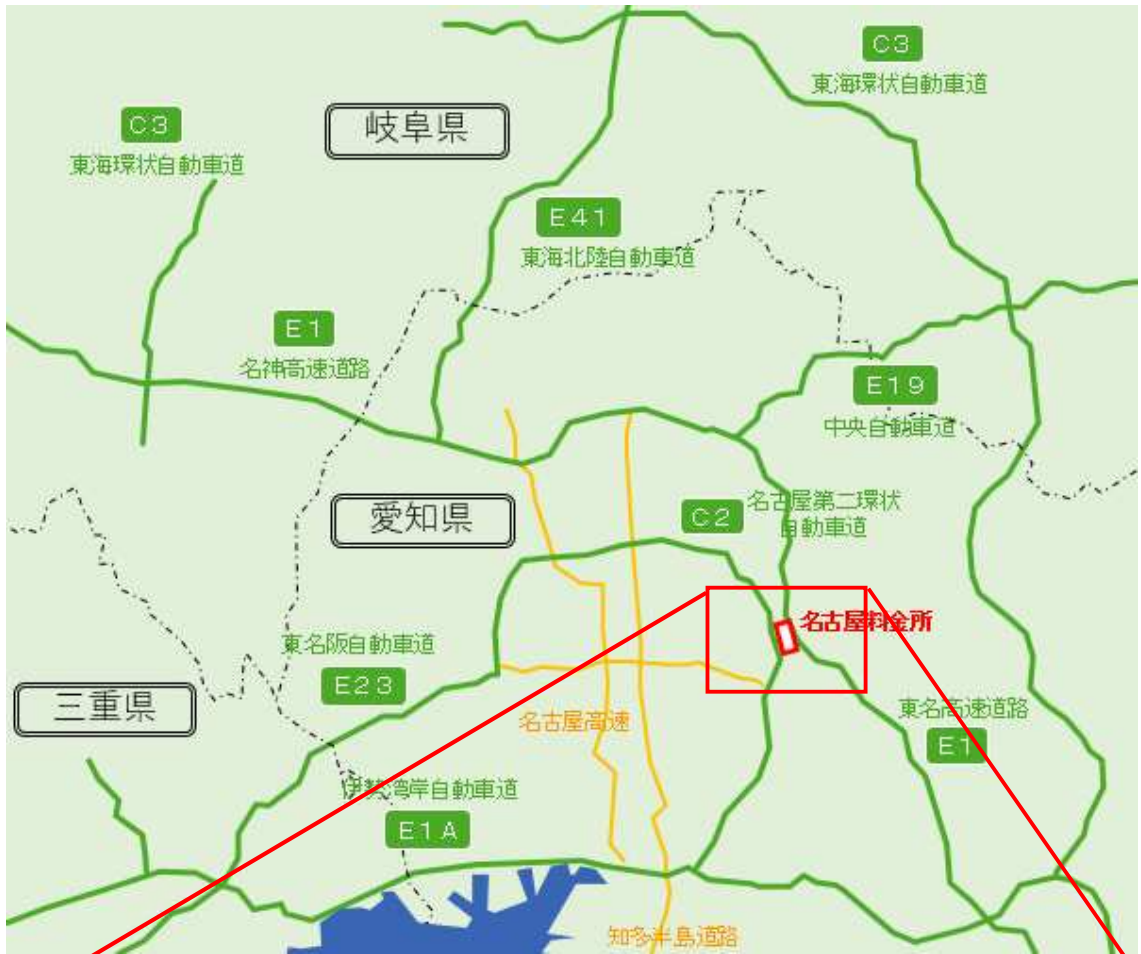 C3
東海環状自動車道
C3
東海環状自動車道
岐阜県
E41
東海北陸自動車道
E1
名神高速道路
E19
中央自動車道
愛知県
C2
名古屋第二環状
自動車道
名古屋料金所
東名阪自動車道
E23
三重県
名古屋高速
東名高速道路
E1
伊勢湾岸自動車道
E1A
知多半島道路